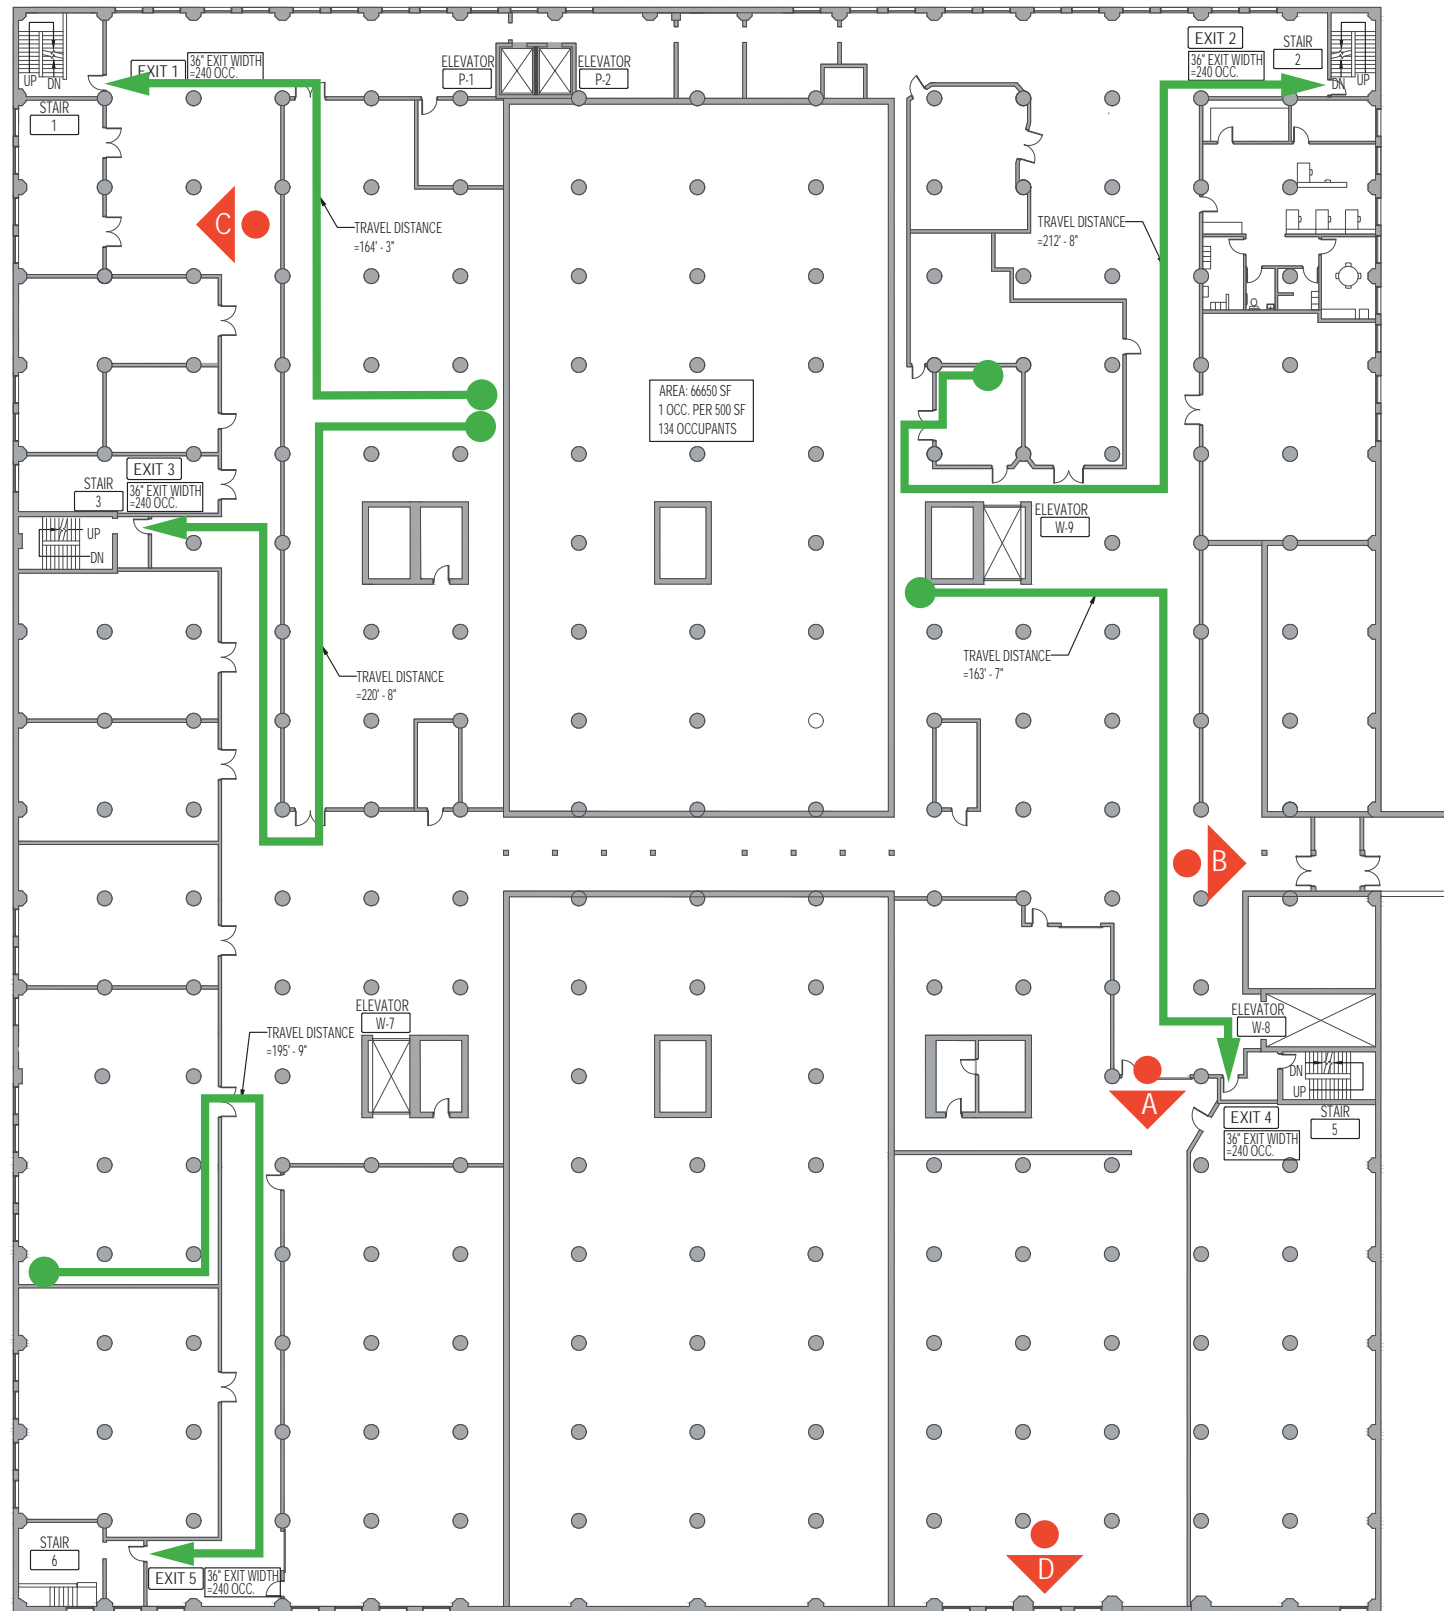 EXIT 1
36" EXIT WIDTH
=240 OCC.
UP
DN
STAIR
1
ELEVATOR
P-1
ELEVATOR
P-2
EXIT 2
36" EXIT WIDTH
=240 OCC.
STAIR
2
DN
UP
C
TRAVEL DISTANCE
=164' - 3"
TRAVEL DISTANCE
=212' - 8"
AREA: 66650 SF
1 OCC. PER 500 SF
134 OCCUPANTS
EXIT 3
36" EXIT WIDTH
=240 OCC.
STAIR
3
UP
DN
ELEVATOR
W-9
TRAVEL DISTANCE
=220' - 8"
TRAVEL DISTANCE
=163' - 7"
B
ELEVATOR
W-7
TRAVEL DISTANCE
=195' - 9"
ELEVATOR
W-8
DN
UP
A
EXIT 4
36" EXIT WIDTH
=240 OCC.
STAIR
5
STAIR
6
EXIT 5
36" EXIT WIDTH
=240 OCC.
D